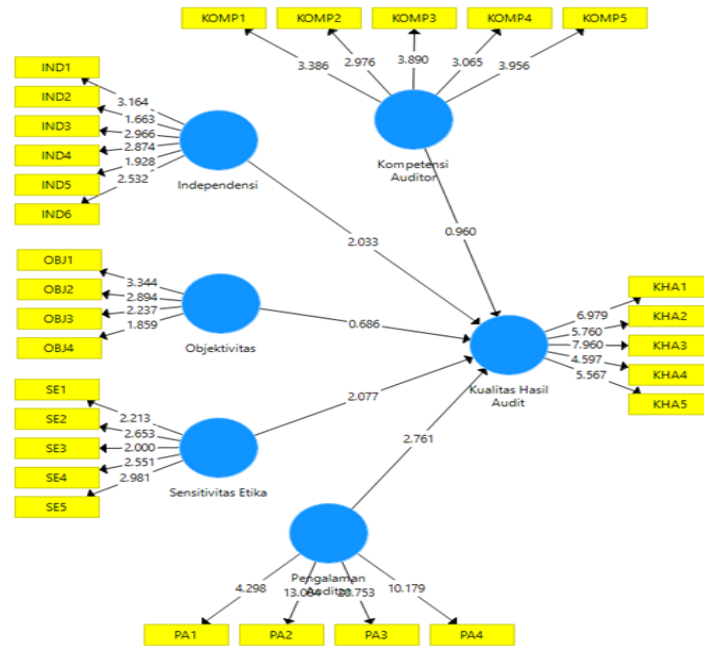 KOMP1
KOMP2
KOMP3
KOMP4
KOMP5
3.386
2.976
3.890
3.065
3.956
Kompetensi
Auditor
0.960
IND1
IND2
IND3
IND4
IND5
IND6
3.164
1.663
2.966
2.874
1.928
2.532
Independensi
2.033
OBJ1
OBJ2
OBJ3
OBJ4
3.344
2.894
2.237
1.859
Objektivitas
0.686
KHA1
KHA2
KHA3
KHA4
KHA5
6.979
5.760
7.960
4.597
5.567
Kualitas Hasil
Audit
SE1
SE2
SE3
SE4
SE5
2.213
2.653
2.000
2.551
2.981
Sensitivitas Etika
2.077
2.761
Pengalaman
Auditor
4.298
10.179
PA1
PA2
PA3
PA4